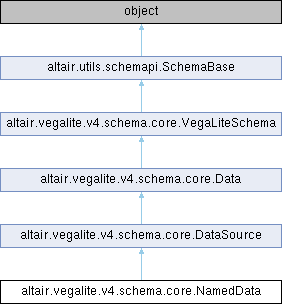 object
altair.utils.schemapi.SchemaBase
altair.vegalite.v4.schema.core.VegaLiteSchema
altair.vegalite.v4.schema.core.Data
altair.vegalite.v4.schema.core.DataSource
altair.vegalite.v4.schema.core.NamedData